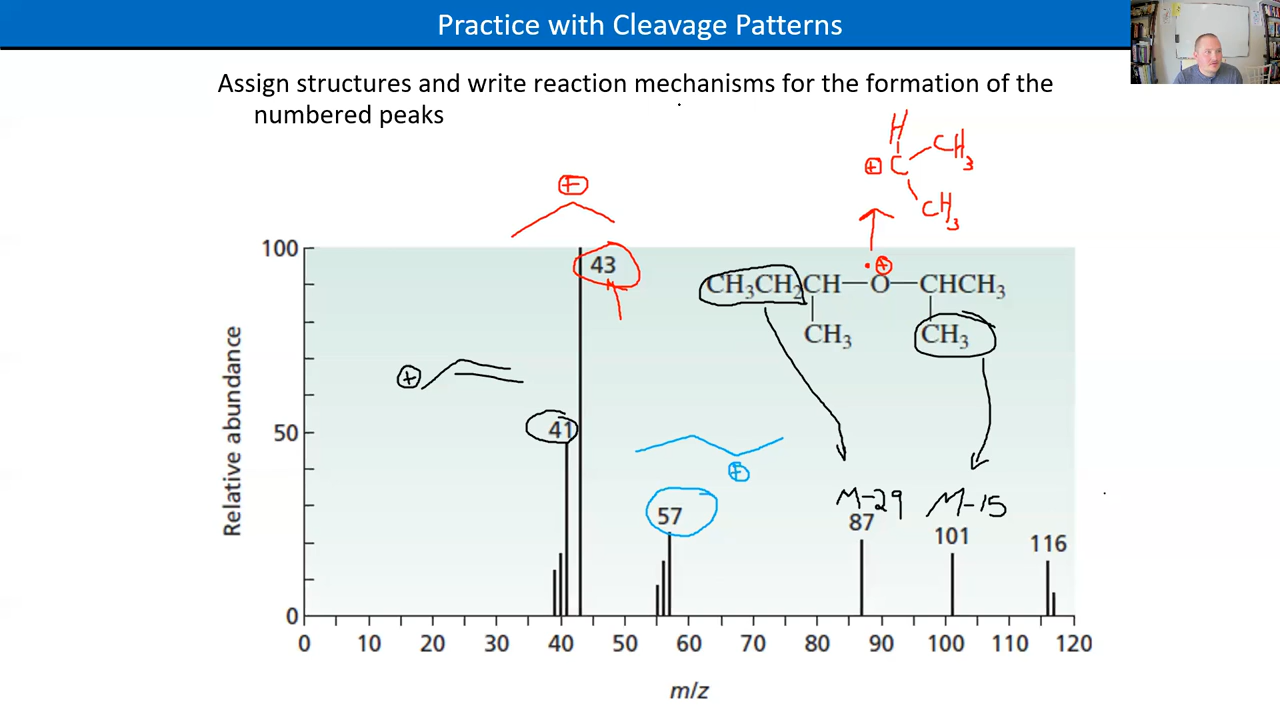 Practice with Cleavage Patterns
Assign structures and write reaction mechanisms for the formation of the
numbered peaks
H
⊕ C CH3
CH3
⊕
100
43
· ⊕
CH3CH2CH—O—CHCH3
CH3 CH3
⊕
41
50
⊕
57
M-29 M-15
87
101
116
0
0 10 20 30 40 50 60 70 80 90 100 110 120
Relative abundance
m/z